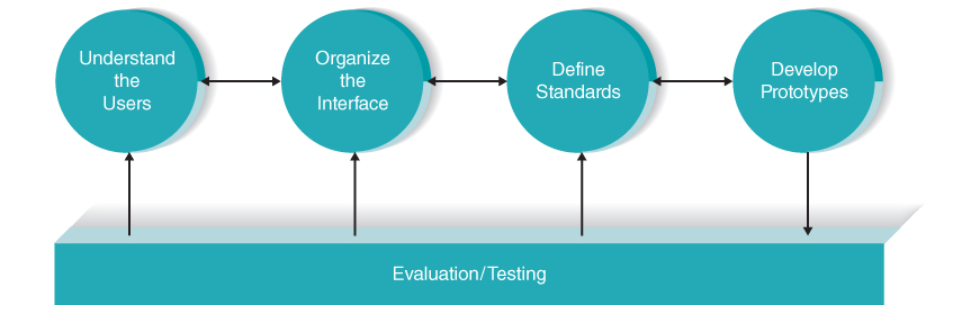 Understand
the
Users
Organize
the
Interface
Define
Standards
Develop
Prototypes
Evaluation/Testing